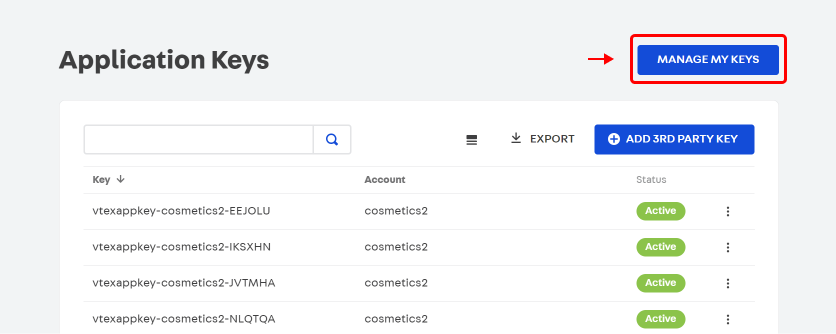 Application Keys
MANAGE MY KEYS
EXPORT
ADD 3RD PARTY KEY
Key Account Status
vtexappkey-cosmetics2-EEJOLU cosmetics2 Active
vtexappkey-cosmetics2-IKSXHN cosmetics2 Active
vtexappkey-cosmetics2-JVTMHA cosmetics2 Active
vtexappkey-cosmetics2-NLQTQA cosmetics2 Active